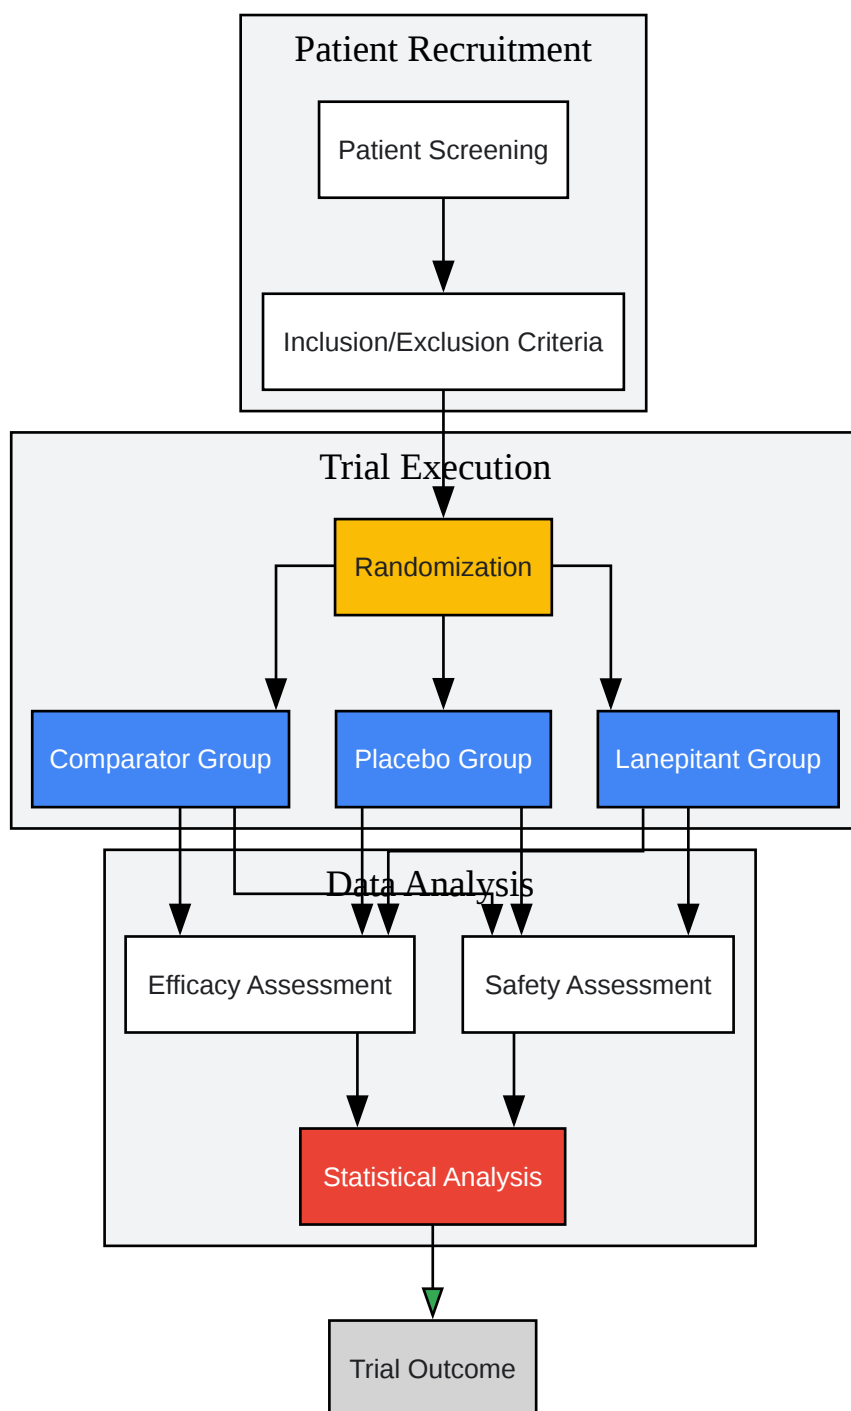 Patient Recruitment
Patient Screening
Inclusion/Exclusion Criteria
Trial Execution
Randomization
Comparator Group
Placebo Group
Lanepitant Group
Data Analysis
Efficacy Assessment
Safety Assessment
Statistical Analysis
Trial Outcome